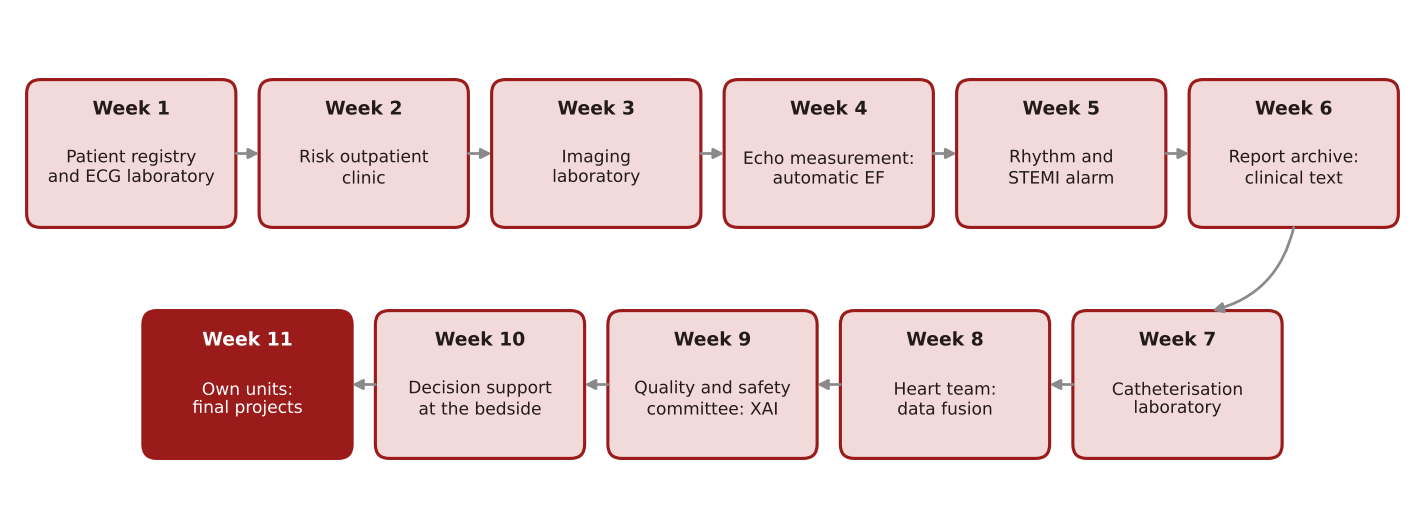 Week 1
Patient registry
and ECG laboratory
Week 2
Risk outpatient
clinic
Week 3
Imaging
laboratory
Week 4
Echo measurement:
automatic EF
Week 5
Rhythm and
STEMI alarm
Week 6
Report archive:
clinical text
Week 7
Catheterisation
laboratory
Week 8
Heart team:
data fusion
Week 9
Quality and safety
committee: XAI
Week 10
Decision support
at the bedside
Week 11
Own units:
final projects